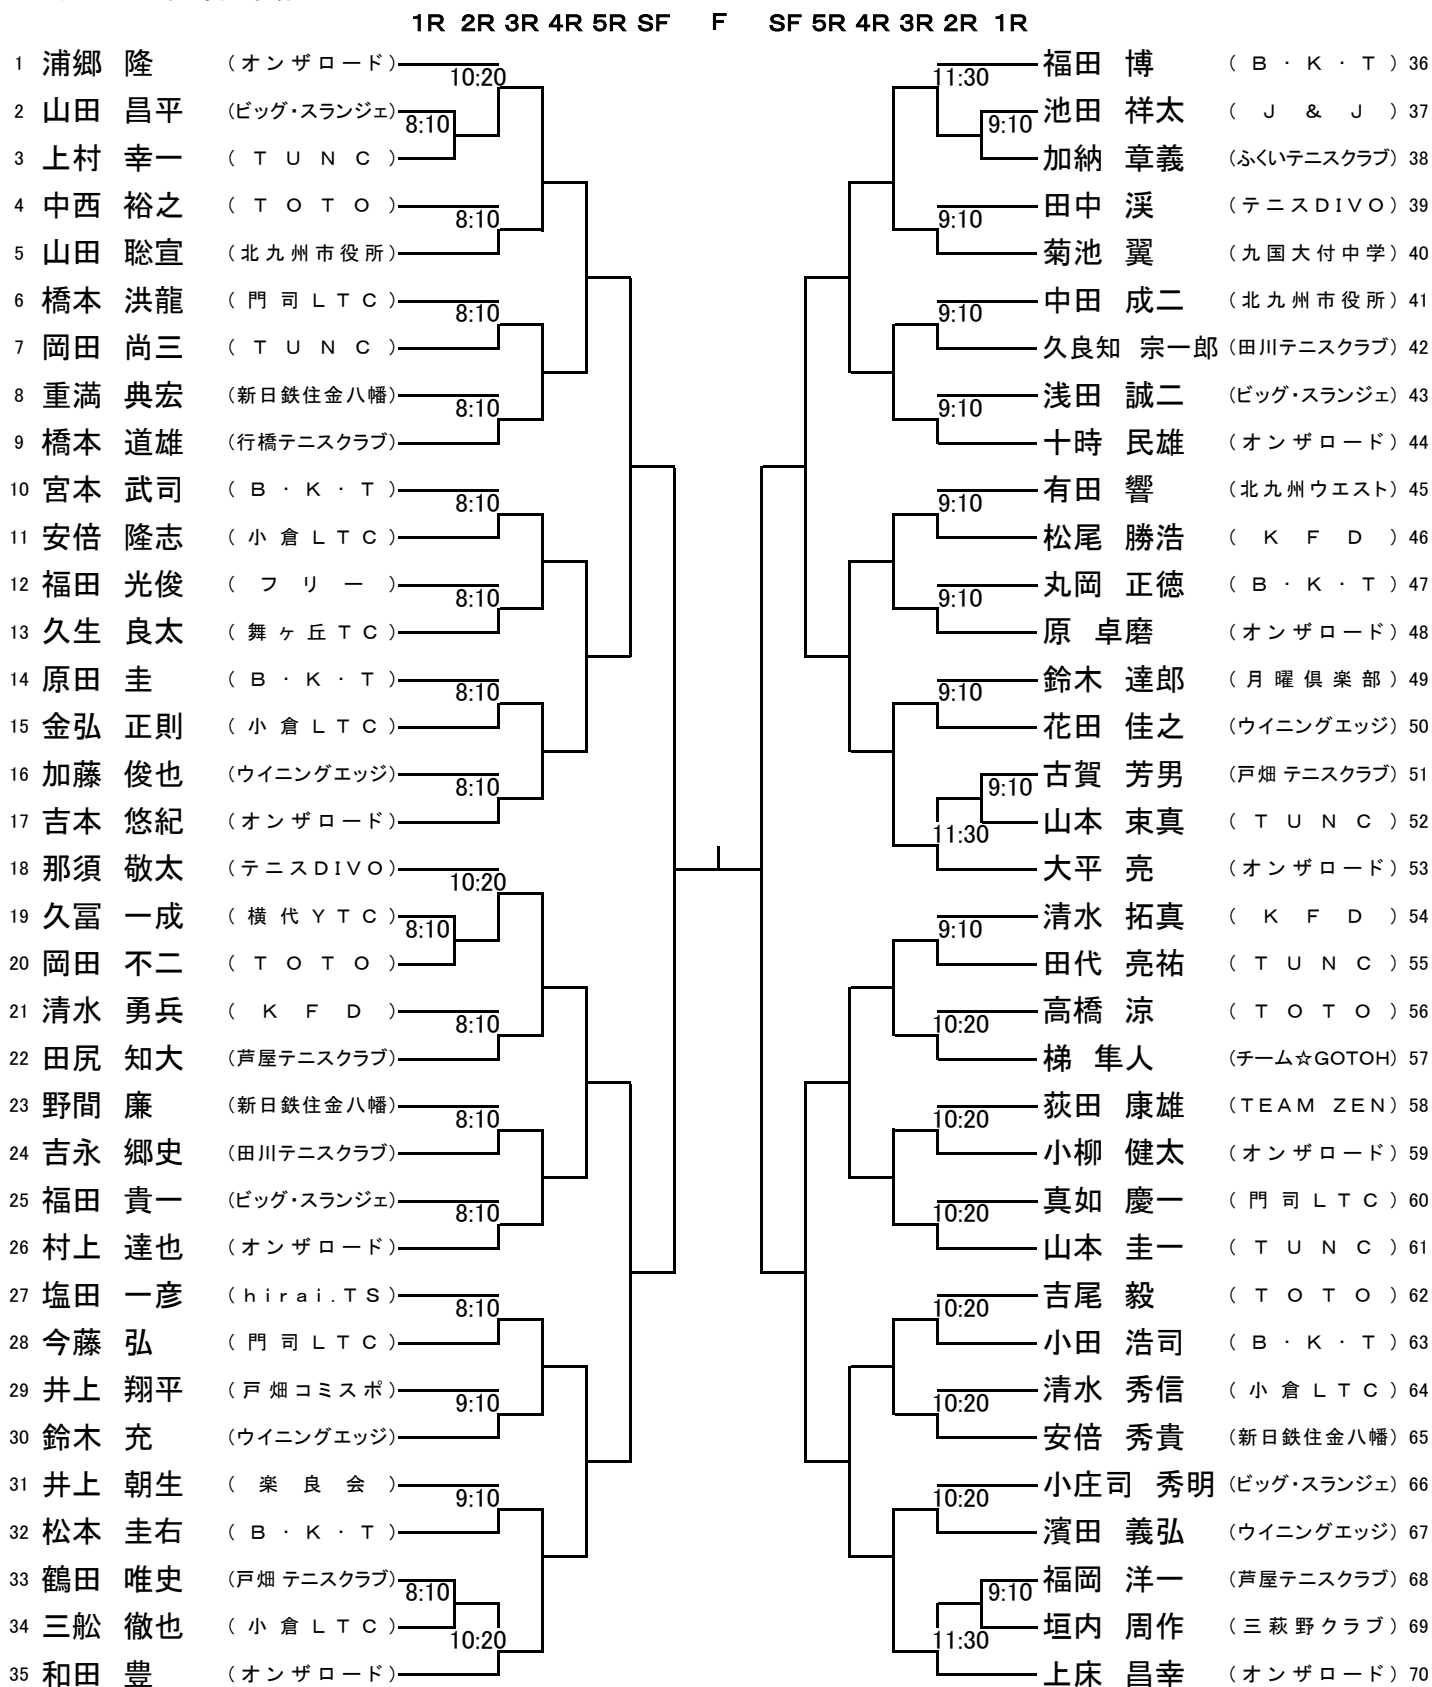 1R 2R 3R 4R 5R SF F SF 5R 4R 3R 2R 1R
1 浦郷 隆 (オンザロード) 10:20
2 山田 昌平 (ビッグ・スランジェ) 8:10
3 上村 幸一 (TUNC)
4 中西 裕之 (TOTO) 8:10
5 山田 聡宣 (北九州市役所)
6 橋本 洪龍 (門司LTC) 8:10
7 岡田 尚三 (TUNC)
8 重満 典宏 (新日鉄住金八幡) 8:10
9 橋本 道雄 (行橋テニスクラブ)
10 宮本 武司 (B・K・T) 8:10
11 安倍 隆志 (小倉LTC)
12 福田 光俊 (フリー) 8:10
13 久生 良太 (舞ヶ丘TC)
14 原田 圭 (B・K・T) 8:10
15 金弘 正則 (小倉LTC)
16 加藤 俊也 (ウイニングエッジ) 8:10
17 吉本 悠紀 (オンザロード)
18 那須 敬太 (テニスDIVO) 10:20
19 久冨 一成 (横代YTC) 8:10
20 岡田 不二 (TOTO)
21 清水 勇兵 (KFD) 8:10
22 田尻 知大 (芦屋テニスクラブ)
23 野間 廉 (新日鉄住金八幡) 8:10
24 吉永 郷史 (田川テニスクラブ)
25 福田 貴一 (ビッグ・スランジェ) 8:10
26 村上 達也 (オンザロード)
27 塩田 一彦 (hirai.TS) 8:10
28 今藤 弘 (門司LTC)
29 井上 翔平 (戸畑コミスポ) 9:10
30 鈴木 充 (ウイニングエッジ)
31 井上 朝生 (楽良会) 9:10
32 松本 圭右 (B・K・T)
33 鶴田 唯史 (戸畑テニスクラブ) 8:10
34 三舩 徹也 (小倉LTC) 10:20
35 和田 豊 (オンザロード)
11:30 福田 博 (B・K・T) 36
9:10 池田 祥太 (J & J) 37
加納 章義 (ふくいテニスクラブ) 38
9:10 田中 渓 (テニスDIVO) 39
菊池 翼 (九国大付中学) 40
9:10 中田 成二 (北九州市役所) 41
久良知 宗一郎 (田川テニスクラブ) 42
9:10 浅田 誠二 (ビッグ・スランジェ) 43
十時 民雄 (オンザロード) 44
9:10 有田 響 (北九州ウエスト) 45
松尾 勝浩 (KFD) 46
9:10 丸岡 正徳 (B・K・T) 47
原 卓磨 (オンザロード) 48
9:10 鈴木 達郎 (月曜倶楽部) 49
花田 佳之 (ウイニングエッジ) 50
9:10 古賀 芳男 (戸畑テニスクラブ) 51
11:30 山本 束真 (TUNC) 52
大平 亮 (オンザロード) 53
9:10 清水 拓真 (KFD) 54
田代 亮祐 (TUNC) 55
10:20 高橋 涼 (TOTO) 56
梯 隼人 (チーム☆GOTOH) 57
10:20 荻田 康雄 (TEAM ZEN) 58
小柳 健太 (オンザロード) 59
10:20 真如 慶一 (門司LTC) 60
山本 圭一 (TUNC) 61
10:20 吉尾 毅 (TOTO) 62
小田 浩司 (B・K・T) 63
10:20 清水 秀信 (小倉LTC) 64
安倍 秀貴 (新日鉄住金八幡) 65
10:20 小庄司 秀明 (ビッグ・スランジェ) 66
濱田 義弘 (ウイニングエッジ) 67
9:10 福岡 洋一 (芦屋テニスクラブ) 68
11:30 垣内 周作 (三萩野クラブ) 69
上床 昌幸 (オンザロード) 70